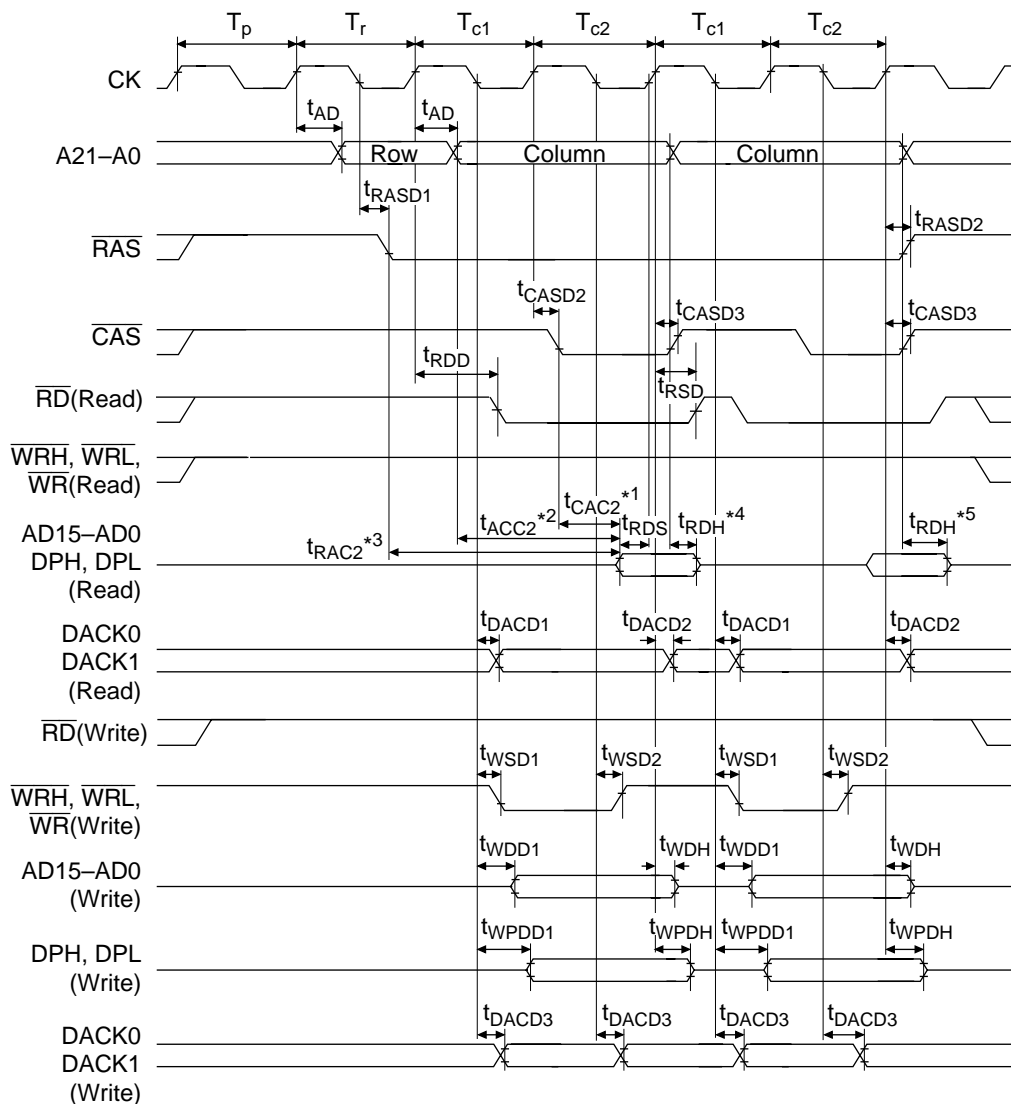 Tp Tr Tc1 Tc2 Tc1 Tc2
CK
tAD tAD
A21–A0 Row Column Column
tRASD1
RAS tRASD2
tCASD2 tCASD3 tCASD3
CAS
tRDD tRSD
RD(Read)
WRH, WRL,
WR(Read)
tCAC2*1
AD15–AD0 tACC2*2 tRDS tRDH*4 tRDH*5
DPH, DPL tRAC2*3
(Read)
DACK0 tDACD1 tDACD2 tDACD1 tDACD2
DACK1
(Read)
RD(Write)
tWSD1 tWSD2 tWSD1 tWSD2
WRH, WRL,
WR(Write)
AD15–AD0 tWDD1 tWDH tWDD1 tWDH
(Write)
DPH, DPL tWPDD1 tWPDH tWPDD1 tWPDH
(Write)
DACK0 tDACD3 tDACD3 tDACD3 tDACD3
DACK1
(Write)